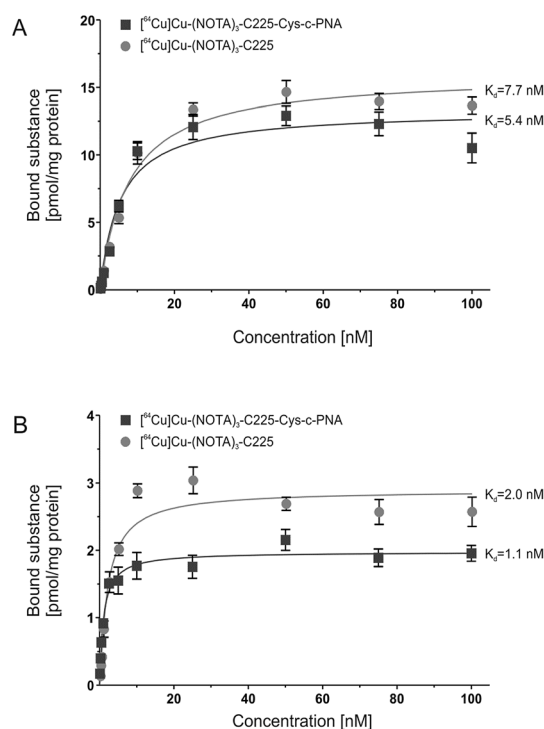 A
[⁶⁴Cu]Cu-(NOTA)₃-C225-Cys-c-PNA
[⁶⁴Cu]Cu-(NOTA)₃-C225
Bound substance
[pmol/mg protein]
20
15
10
5
0
Kd=7.7 nM
Kd=5.4 nM
20
40
60
80
100
Concentration [nM]
B
[⁶⁴Cu]Cu-(NOTA)₃-C225-Cys-c-PNA
[⁶⁴Cu]Cu-(NOTA)₃-C225
Bound substance
[pmol/mg protein]
4
3
2
1
0
Kd=2.0 nM
Kd=1.1 nM
0
20
40
60
80
100
Concentration [nM]